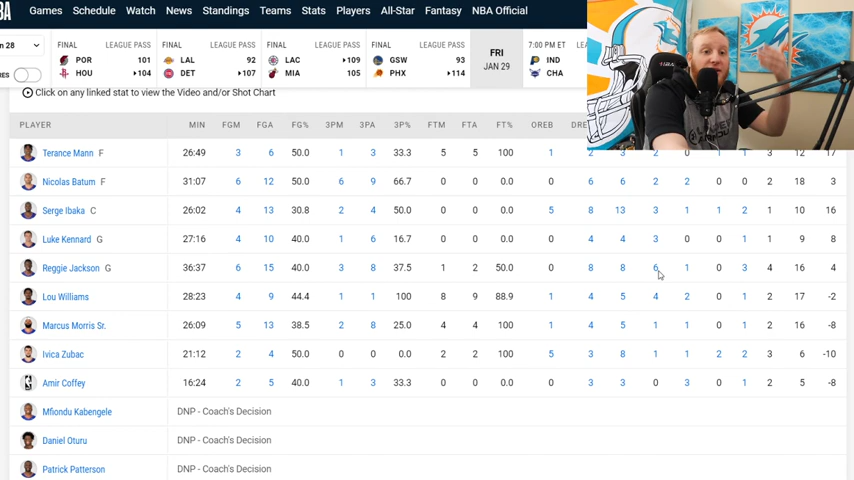 BA Games Schedule Watch News Standings Teams Stats Players All-Star Fantasy NBA Official
n 28 FINAL LEAGUE PASS FINAL LEAGUE PASS FINAL LEAGUE PASS FINAL LEAGUE PASS FRI 7:00 PM ET LEA
POR 101 LAL 92 LAC 109 GSW 93 JAN 29 IND
RES HOU 104 DET 107 MIA 105 PHX 114 CHA
Click on any linked stat to view the Video and/or Shot Chart
PLAYER MIN FGM FGA FG% 3PM 3PA 3P% FTM FTA FT% OREB DRE
Terance Mann F 26:49 3 6 50.0 1 3 33.3 5 5 100 1 2 3 2 0 1 1 3 12 17
Nicolas Batum F 31:07 6 12 50.0 6 9 66.7 0 0 0.0 0 6 6 2 2 0 0 2 18 3
Serge Ibaka C 26:02 4 13 30.8 2 4 50.0 0 0 0.0 5 8 13 3 1 1 2 1 10 16
Luke Kennard G 27:16 4 10 40.0 1 6 16.7 0 0 0.0 0 4 4 3 0 0 1 1 9 8
Reggie Jackson G 36:37 6 15 40.0 3 8 37.5 1 2 50.0 0 8 8 6 1 0 3 4 16 4
Lou Williams 28:23 4 9 44.4 1 1 100 8 9 88.9 1 4 5 4 2 0 1 2 17 -2
Marcus Morris Sr. 26:09 5 13 38.5 2 8 25.0 4 4 100 1 4 5 1 1 0 1 2 16 -8
Ivica Zubac 21:12 2 4 50.0 0 0 0.0 2 2 100 5 3 8 1 1 2 2 3 6 -10
Amir Coffey 16:24 2 5 40.0 1 3 33.3 0 0 0.0 0 3 3 0 3 0 1 2 5 -8
Mfiondu Kabengele DNP - Coach's Decision
Daniel Oturu DNP - Coach's Decision
Patrick Patterson DNP - Coach's Decision